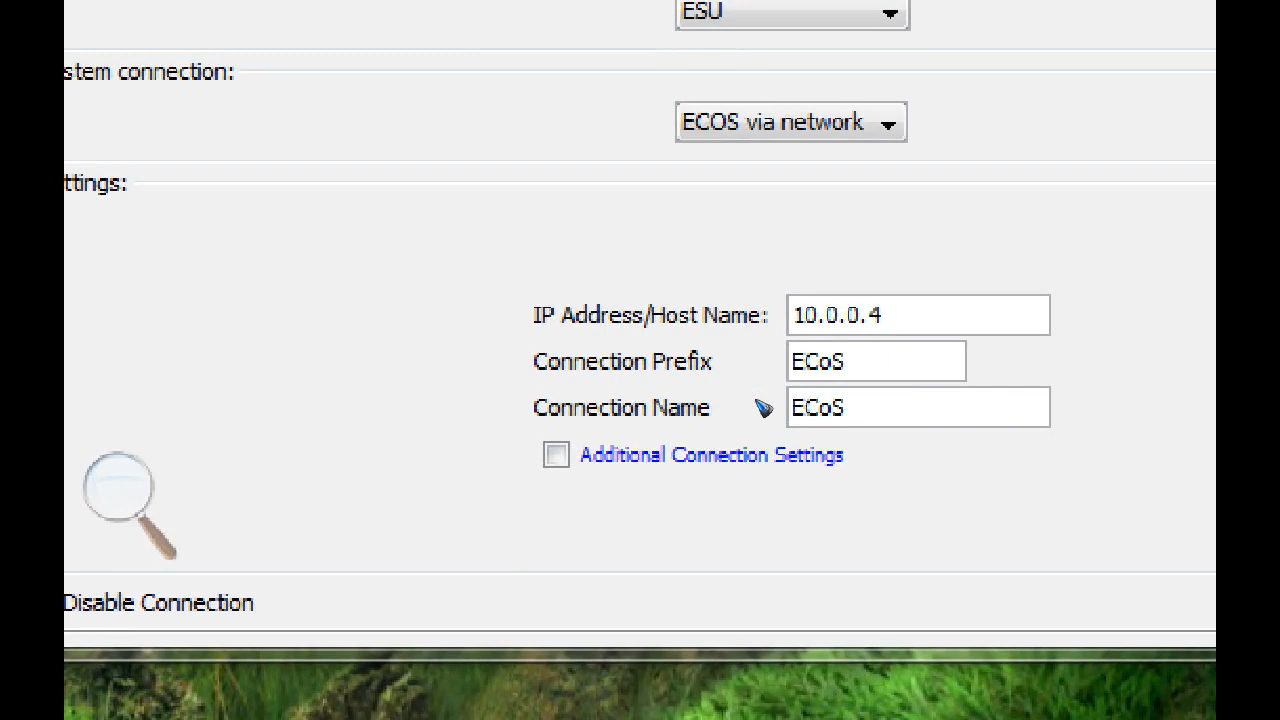 ESU
stem connection:
ECOS via network
ttings:
IP Address/Host Name: 10.0.0.4
Connection Prefix ECoS
Connection Name ECoS
Additional Connection Settings
Disable Connection